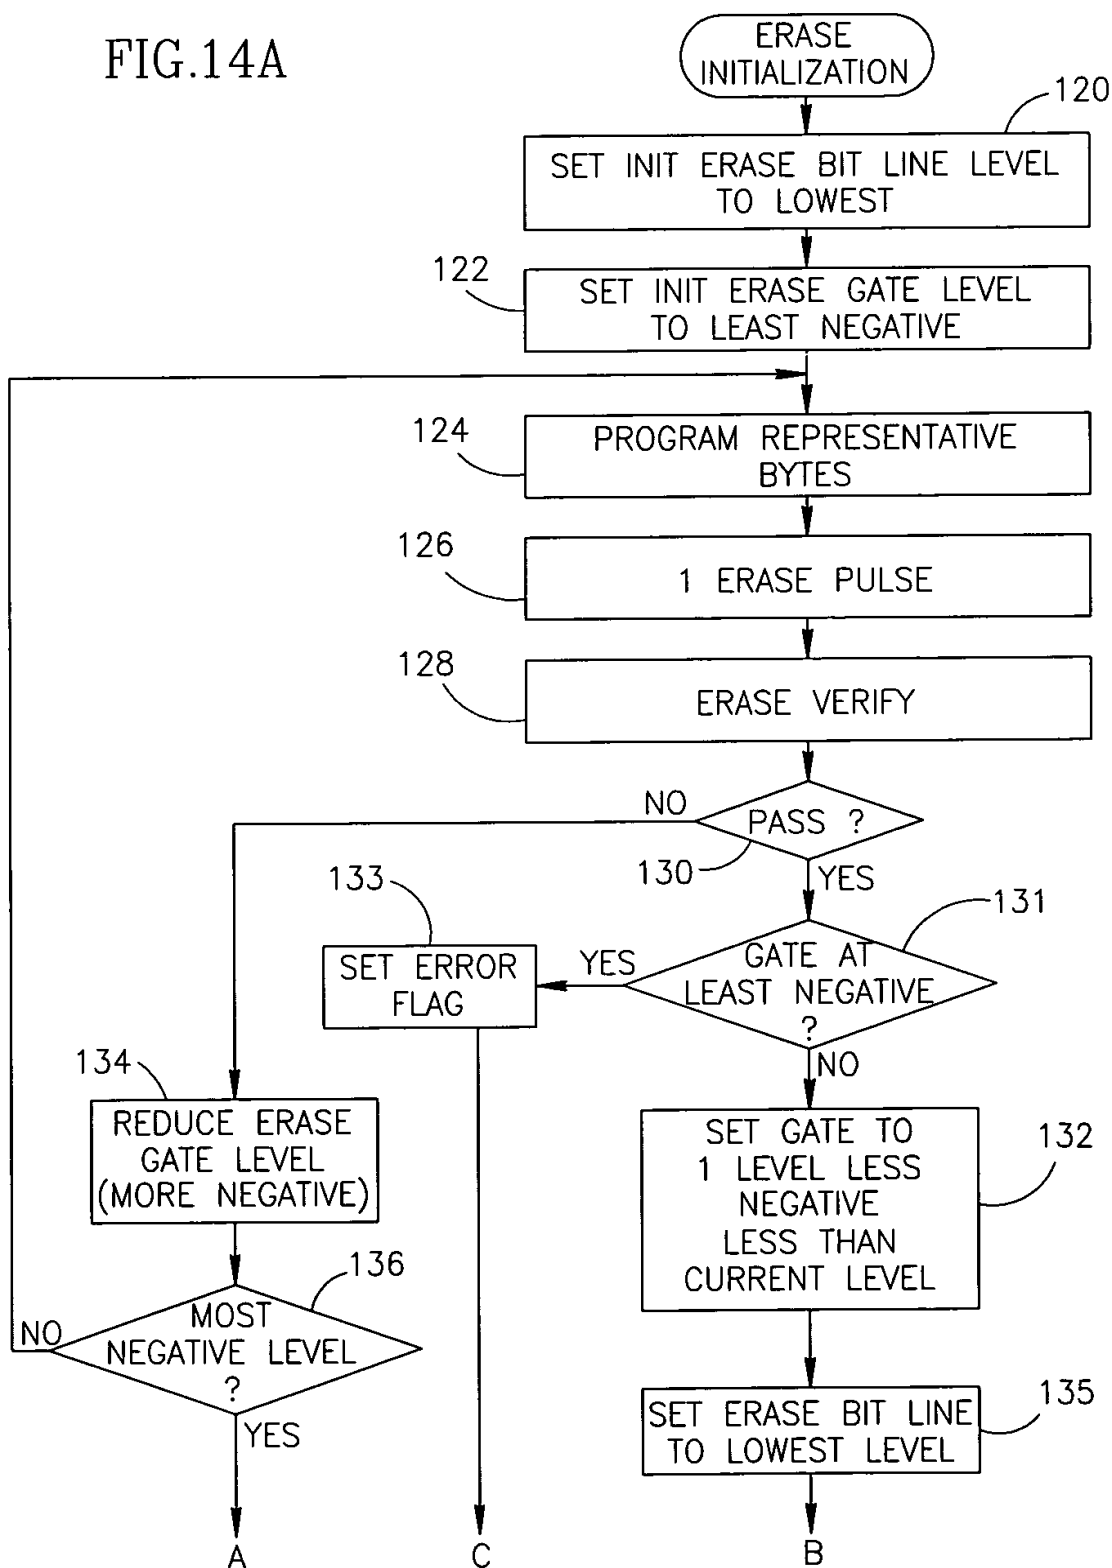 FIG.14A
ERASE
INITIALIZATION
120
SET INIT ERASE BIT LINE LEVEL
TO LOWEST
122
SET INIT ERASE GATE LEVEL
TO LEAST NEGATIVE
124
PROGRAM REPRESENTATIVE
BYTES
126
1 ERASE PULSE
128
ERASE VERIFY
NO
PASS ?
130
YES
133
131
SET ERROR
FLAG
YES
GATE AT
LEAST NEGATIVE
?
NO
134
REDUCE ERASE
GATE LEVEL
(MORE NEGATIVE)
SET GATE TO
1 LEVEL LESS
NEGATIVE
LESS THAN
CURRENT LEVEL
132
136
NO
MOST
NEGATIVE LEVEL
?
YES
SET ERASE BIT LINE
TO LOWEST LEVEL
135
A
C
B